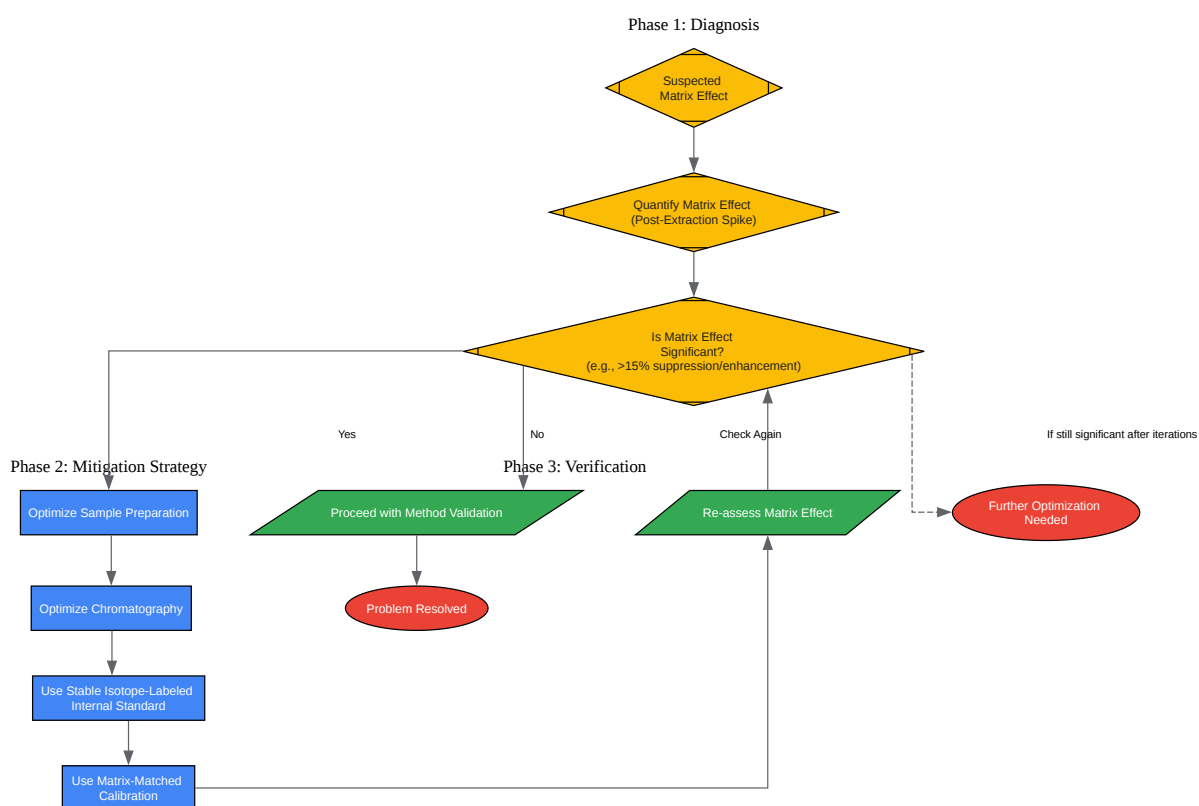 Phase 1: Diagnosis
Suspected
Matrix Effect
Quantify Matrix Effect
(Post-Extraction Spike)
Is Matrix Effect
Significant?
(e.g., >15% suppression/enhancement)
Yes
No
Check Again
If still significant after iterations
Phase 2: Mitigation Strategy
Phase 3: Verification
Optimize Sample Preparation
Proceed with Method Validation
Re-assess Matrix Effect
Further Optimization
Needed
Optimize Chromatography
Problem Resolved
Use Stable Isotope-Labeled
Internal Standard
Use Matrix-Matched
Calibration